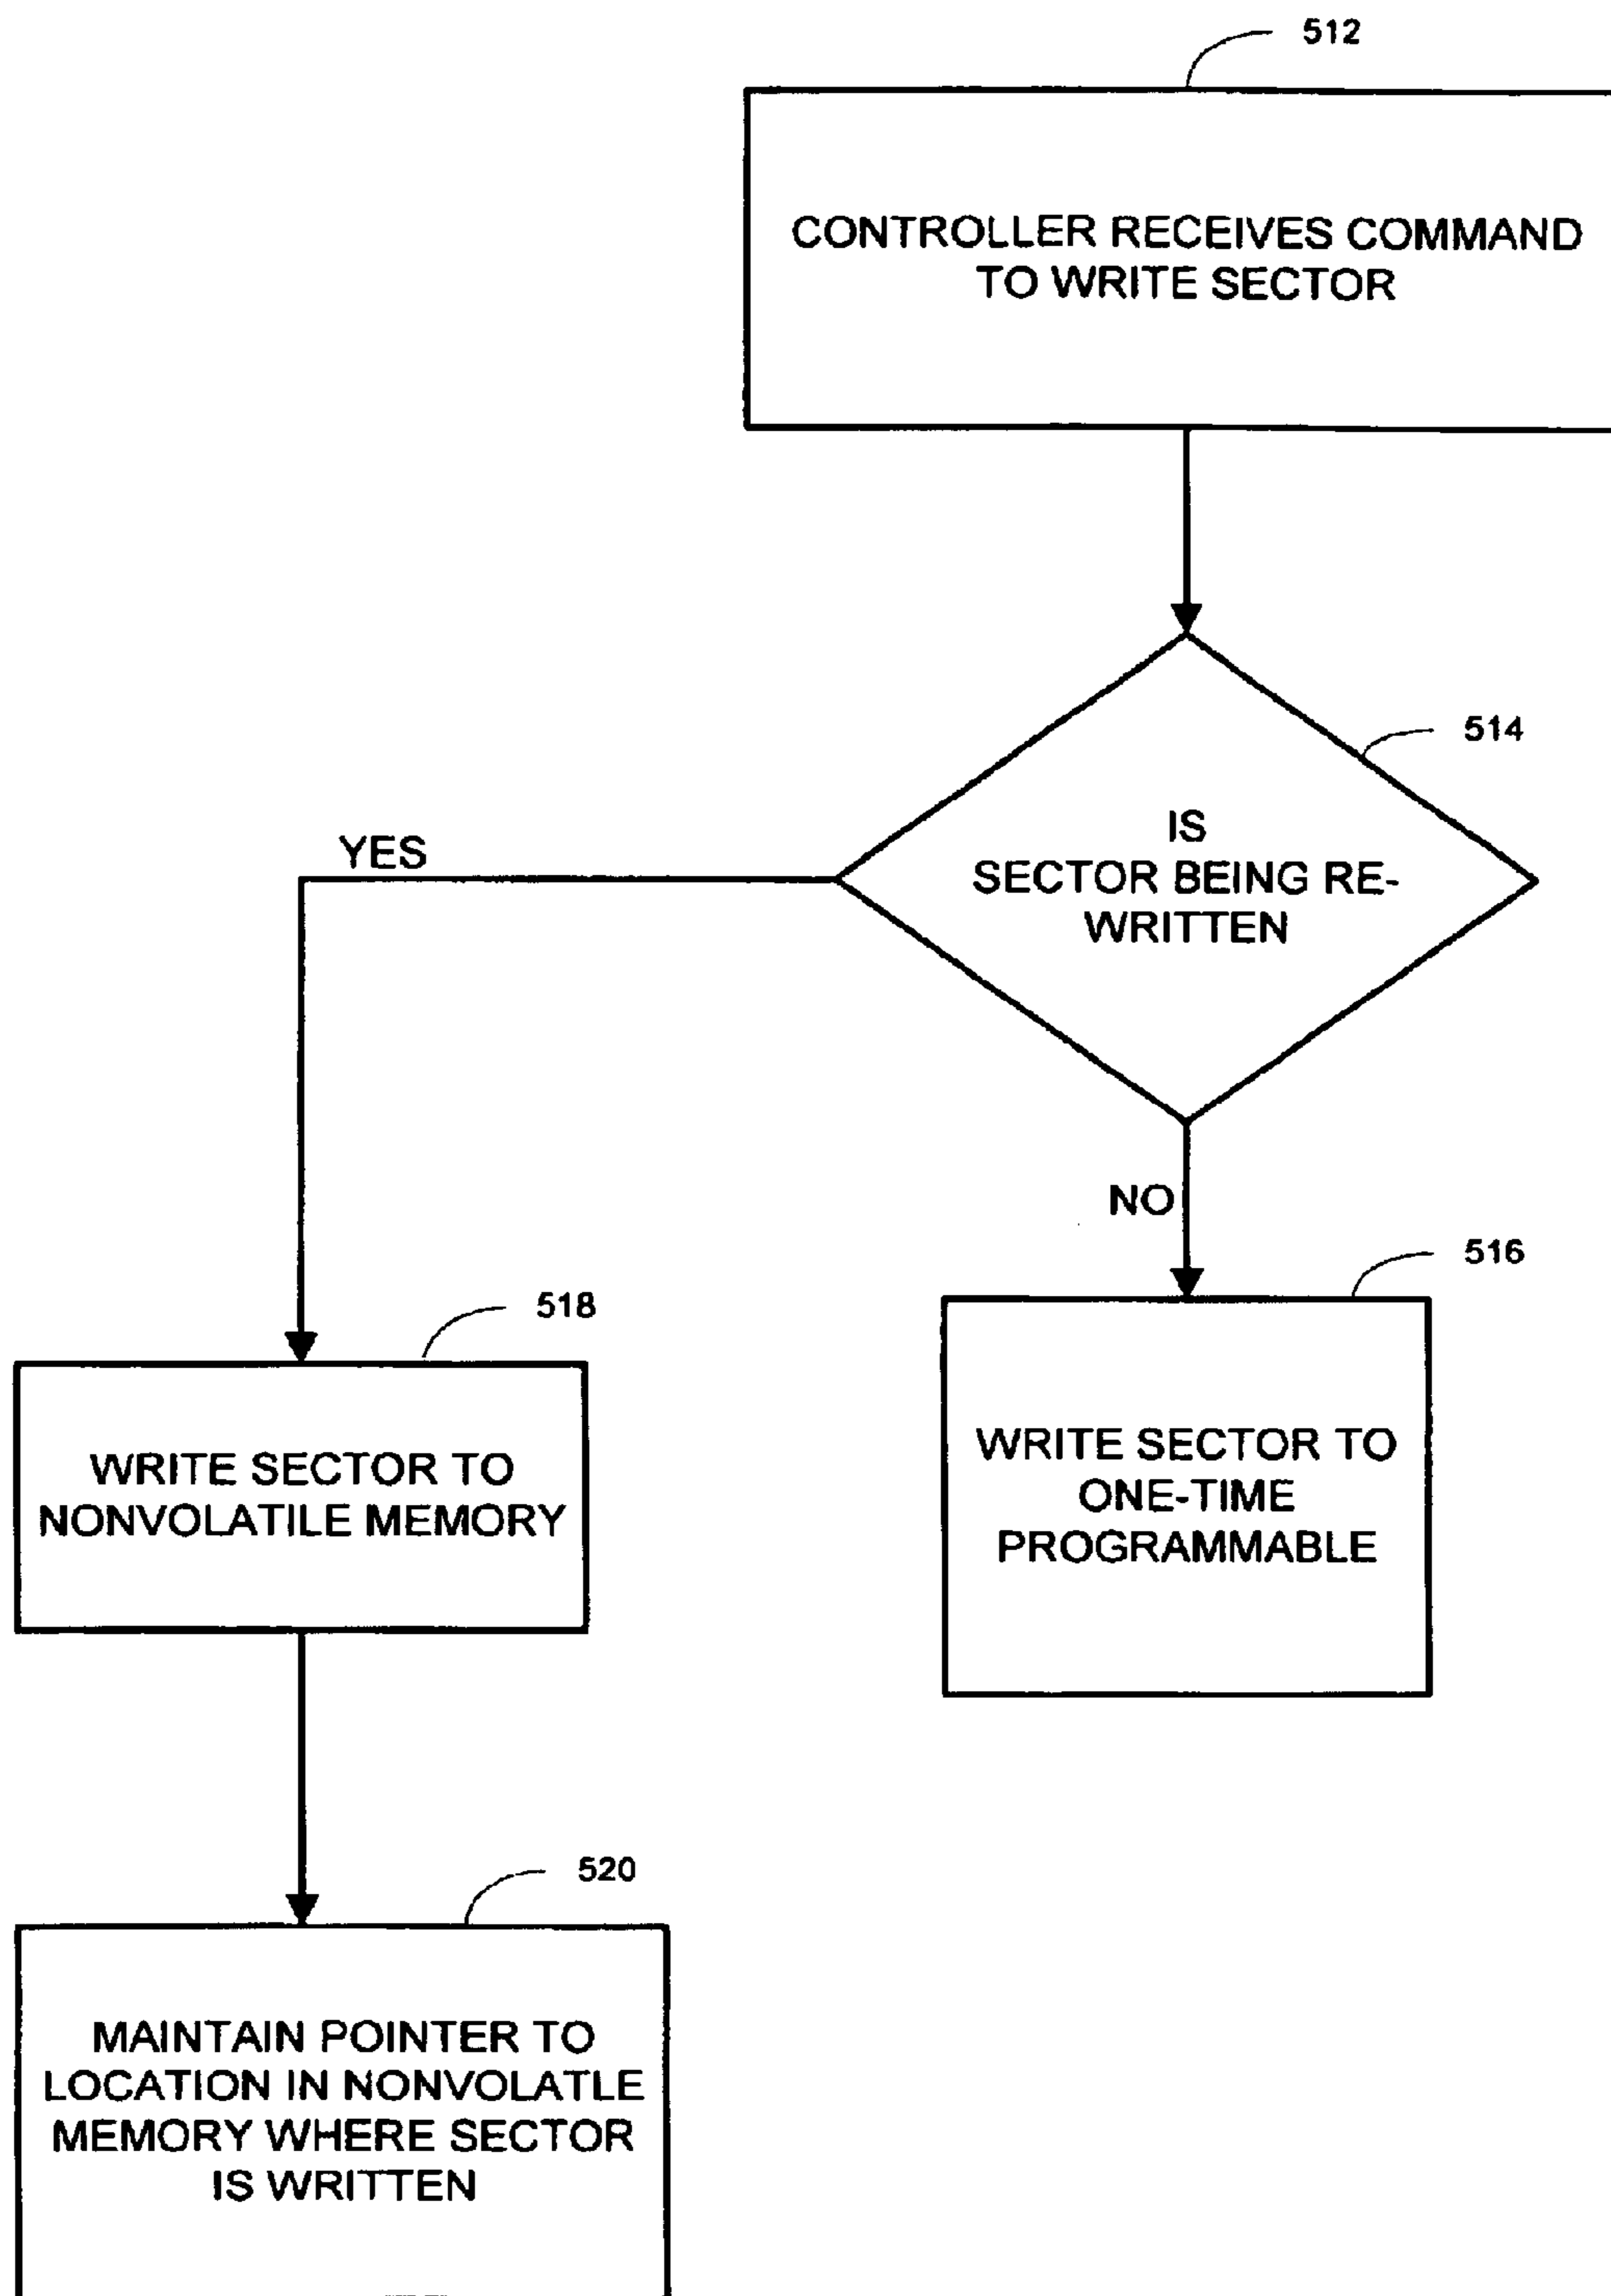 512
CONTROLLER RECEIVES COMMAND
TO WRITE SECTOR
514
IS
SECTOR BEING RE-
WRITTEN
YES
NO
516
WRITE SECTOR TO
ONE-TIME
PROGRAMMABLE
518
WRITE SECTOR TO
NONVOLATILE MEMORY
520
MAINTAIN POINTER TO
LOCATION IN NONVOLATLE
MEMORY WHERE SECTOR
IS WRITTEN